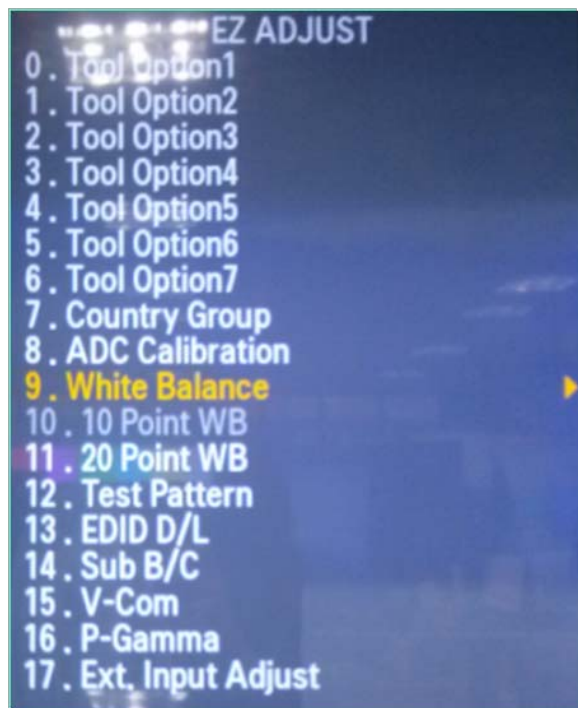 EZ ADJUST
0 . Tool Option1
1 . Tool Option2
2 . Tool Option3
3 . Tool Option4
4 . Tool Option5
5 . Tool Option6
6 . Tool Option7
7 . Country Group
8 . ADC Calibration
9 . White Balance
10 . 10 Point WB
11 . 20 Point WB
12 . Test Pattern
13 . EDID D/L
14 . Sub B/C
15 . V-Com
16 . P-Gamma
17 . Ext. Input Adjust